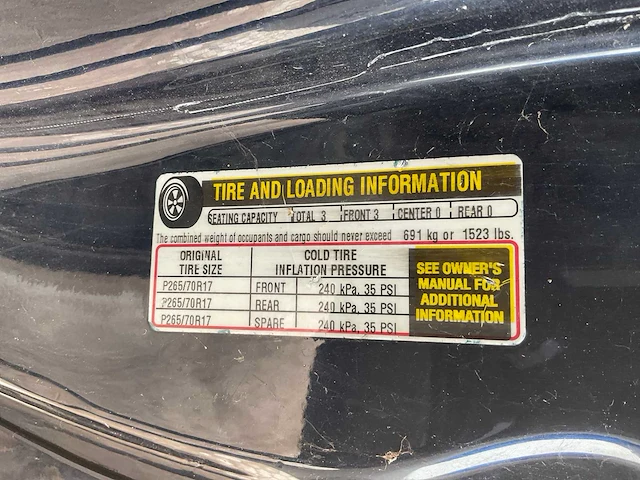 TIRE AND LOADING INFORMATION
SEATING CAPACITY TOTAL 3 FRONT 3 CENTER 0 REAR 0
The combined weight of occupants and cargo should never exceed 691 kg or 1523 lbs.
ORIGINAL TIRE SIZE COLD TIRE INFLATION PRESSURE
P265/70R17 FRONT 240 kPa, 35 PSI
P265/70R17 REAR 240 kPa, 35 PSI
P265/70R17 SPARE 240 kPa, 35 PSI
SEE OWNER'S
MANUAL FOR
ADDITIONAL
INFORMATION